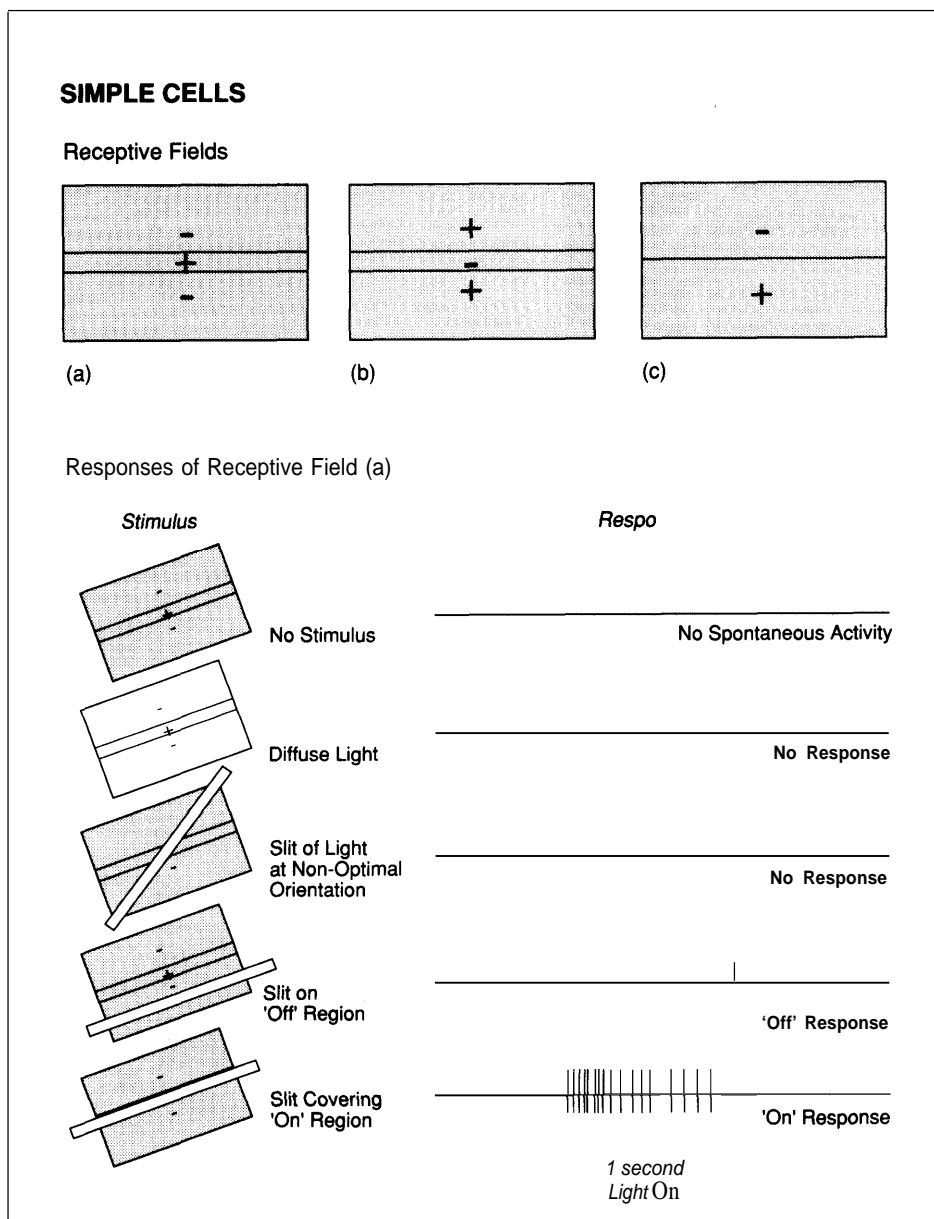 SIMPLE CELLS
Receptive Fields
-
+
-
+
-
+
-
+
(a)
(b)
(c)
Responses of Receptive Field (a)
Stimulus
Respo
-
+
-
No Stimulus
No Spontaneous Activity
-
+
-
Diffuse Light
No Response
-
Slit of Light
at Non-Optimal
Orientation
No Response
-
+
-
Slit on
'Off' Region
'Off' Response
-
-
Slit Covering
'On' Region
'On' Response
1 second
Light On